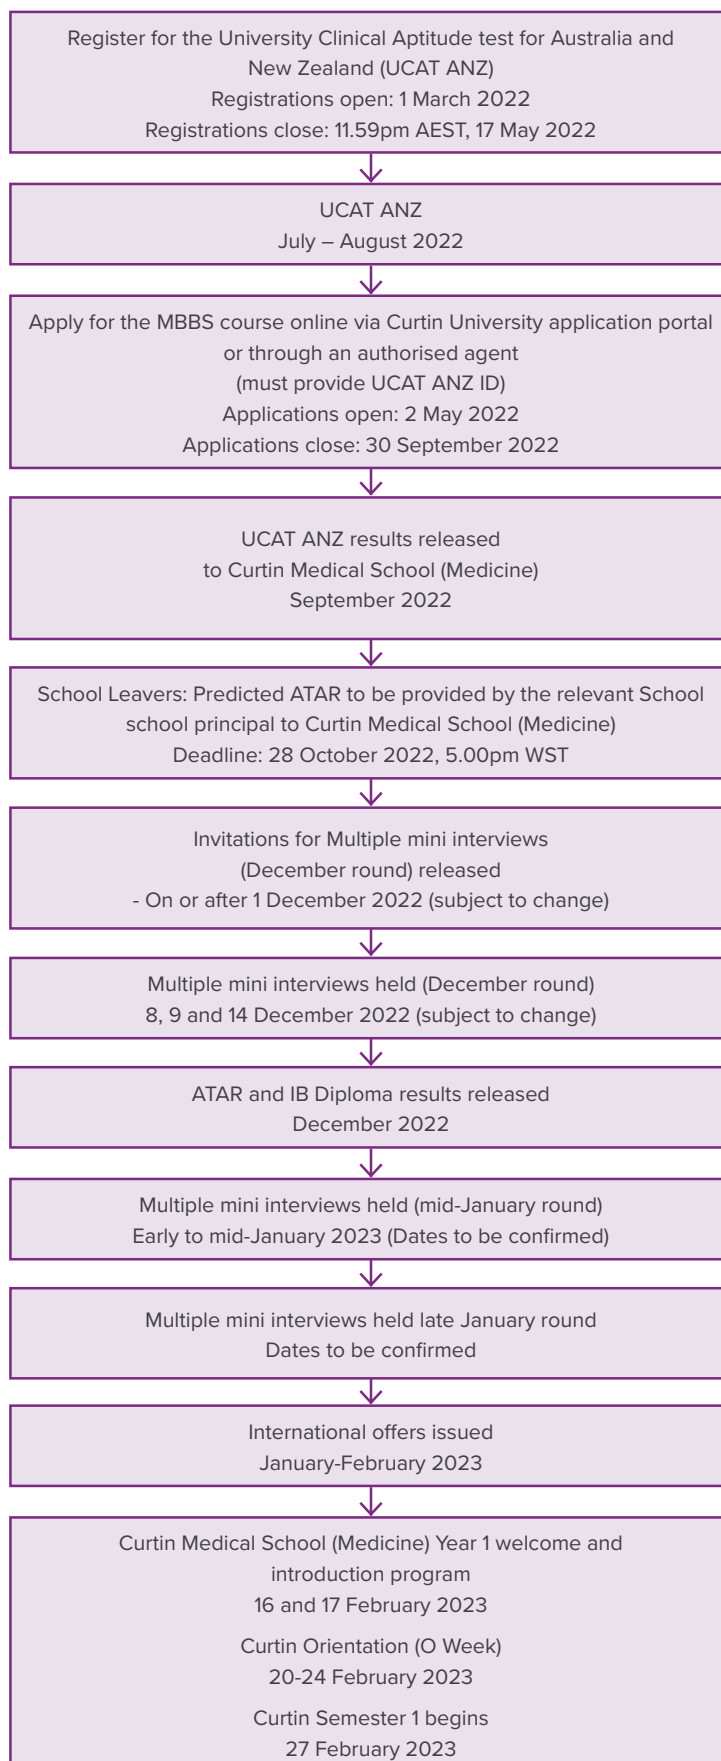 Register for the University Clinical Aptitude test for Australia and
New Zealand (UCAT ANZ)
Registrations open: 1 March 2022
Registrations close: 11.59pm AEST, 17 May 2022
UCAT ANZ
July – August 2022
Apply for the MBBS course online via Curtin University application portal
or through an authorised agent
(must provide UCAT ANZ ID)
Applications open: 2 May 2022
Applications close: 30 September 2022
UCAT ANZ results released
to Curtin Medical School (Medicine)
September 2022
School Leavers: Predicted ATAR to be provided by the relevant School
school principal to Curtin Medical School (Medicine)
Deadline: 28 October 2022, 5.00pm WST
Invitations for Multiple mini interviews
(December round) released
- On or after 1 December 2022 (subject to change)
Multiple mini interviews held (December round)
8, 9 and 14 December 2022 (subject to change)
ATAR and IB Diploma results released
December 2022
Multiple mini interviews held (mid-January round)
Early to mid-January 2023 (Dates to be confirmed)
Multiple mini interviews held late January round
Dates to be confirmed
International offers issued
January-February 2023
Curtin Medical School (Medicine) Year 1 welcome and
introduction program
16 and 17 February 2023
Curtin Orientation (O Week)
20-24 February 2023
Curtin Semester 1 begins
27 February 2023